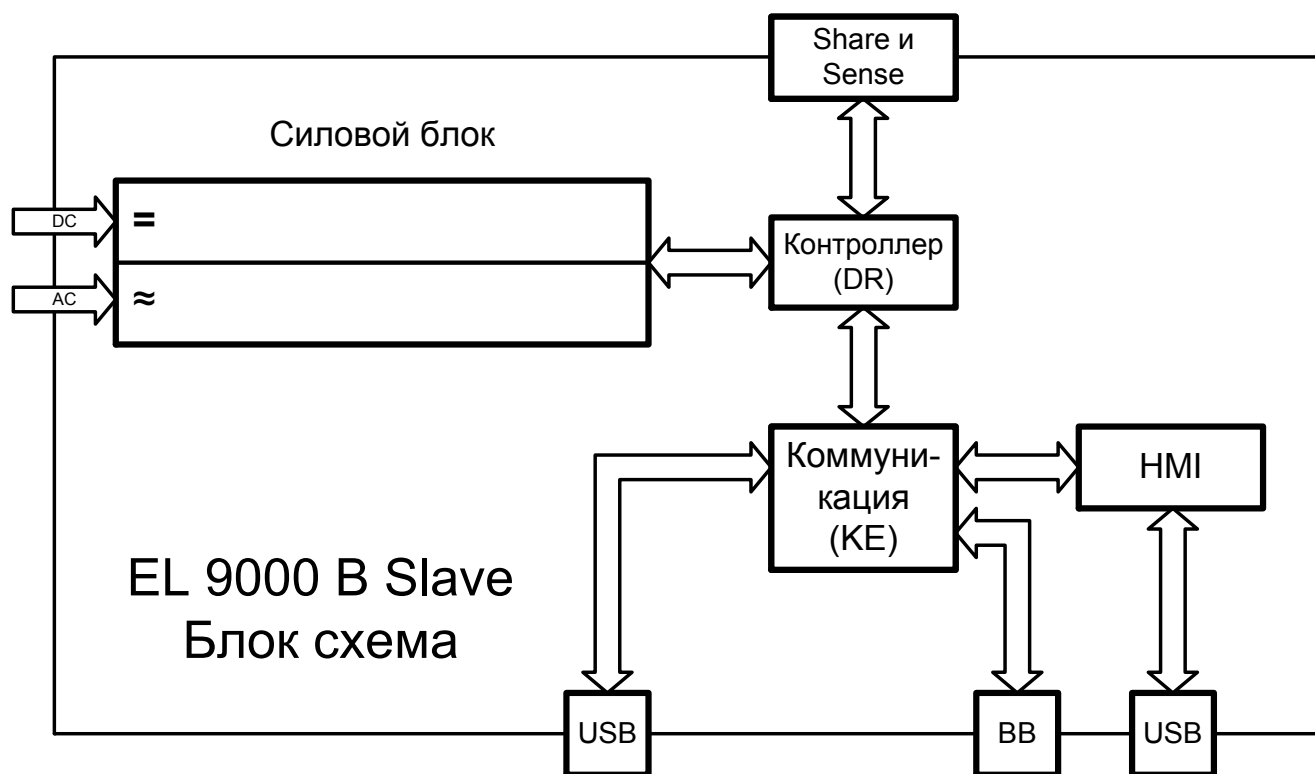 Share и
Sense
Силовой блок
DC
=
Контроллер
(DR)
AC
≈
Коммуни-
кация
(KE)
HMI
EL 9000 B Slave
Блок схема
USB
BB
USB